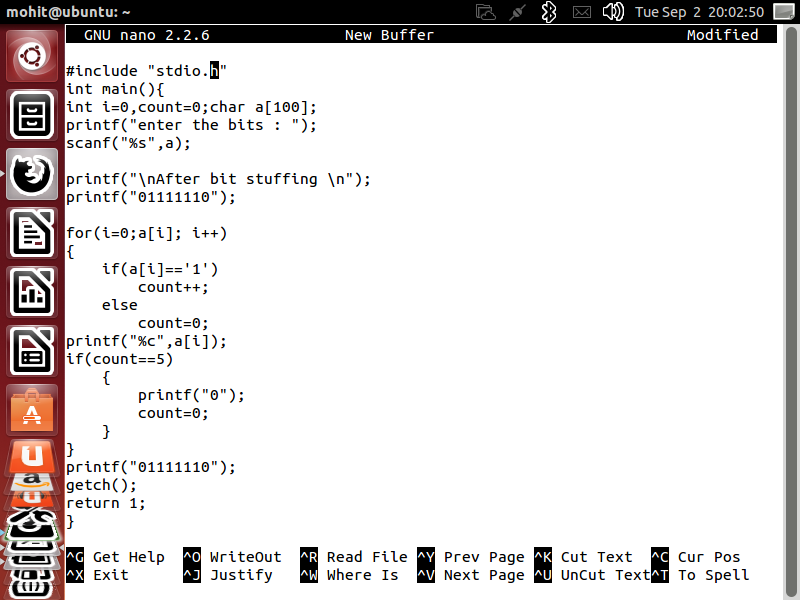 mohit@ubuntu: ~ Tue Sep 2 20:02:50
GNU nano 2.2.6 New Buffer Modified
#include "stdio.h"
int main(){
int i=0,count=0;char a[100];
printf("enter the bits : ");
scanf("%s",a);
printf("\nAfter bit stuffing \n");
printf("01111110");
for(i=0;a[i]; i++)
{
if(a[i]=='1')
count++;
else
count=0;
printf("%c",a[i]);
if(count==5)
{
printf("0");
count=0;
}
}
printf("01111110");
getch();
return 1;
}
^G Get Help ^O WriteOut ^R Read File ^Y Prev Page ^K Cut Text ^C Cur Pos
^X Exit ^J Justify ^W Where Is ^V Next Page ^U UnCut Text ^T To Spell